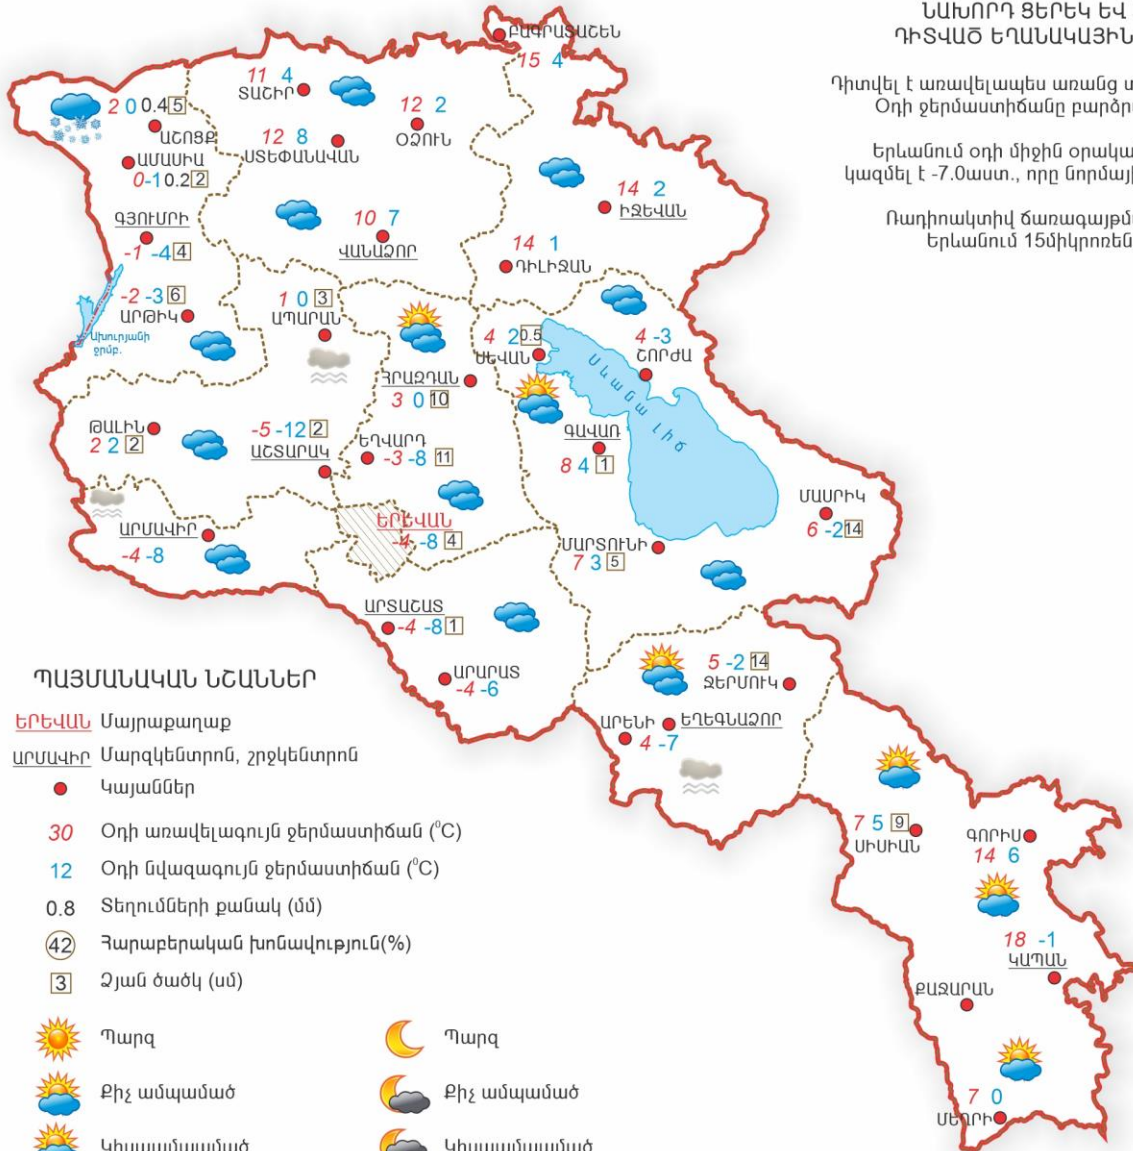 ՆԱԽՈՐԴ ՑԵՐԵԿ ԵՎ
ԴԻՏՎԱԾ ԵՂԱՆԱԿԱՅԻՆ
Դիտվել է առավելապես առանց
Օդի ջերմաստիճանը
Երևանում օդի միջին
կազմել է -7.0աստ., որը
Ռադիոակտիվ
Երևանում
ԲԱԳՐԱՏԱՇԵՆ
15 4
11 4
ՏԱՇԻՐ
12 2
ՕՁՈՒՆ
2 0 0.4 5
ԱՇՈՑՔ
12 8
ՍՏԵՓԱՆԱՎԱՆ
ԱՄԱՍԻԱ
0 -1 0.2 2
14 2
ԻՋԵՎԱՆ
ԳՅՈՒՄՐԻ
-1 -4 4
10 7
ՎԱՆԱՁՈՐ
14 1
ԴԻԼԻՋԱՆ
-2 -3 6
ԱՐԹԻԿ
1 0 3
ԱՊԱՐԱՆ
Ախուրյանի
ջրմբ.
4 2 0.5
ՍԵՎԱՆ
4 -3
ՇՈՐԺԱ
Սևանա լիճ
ՀՐԱԶԴԱՆ
3 0 10
ԹԱԼԻՆ
2 2 2
-5 -12 2
ԱՇՏԱՐԱԿ
ԵՂՎԱՐԴ
-3 -8 11
ԳԱՎԱՌ
8 4 1
ՄԱՍՐԻԿ
6 -2 14
ԱՐՄԱՎԻՐ
-4 -8
ԵՐԵՎԱՆ
-4 -8 4
ՄԱՐՏՈՒՆԻ
7 3 5
ԱՐՏԱՇԱՏ
-4 -8 1
ԱՐԱՐԱՏ
-4 -6
5 -2 14
ՋԵՐՄՈՒԿ
ԱՐԵՆԻ
4 -7
ԵՂԵԳՆԱՁՈՐ
7 5 9
ՍԻՍԻԱՆ
ԳՈՐԻՍ
14 6
18 -1
ԿԱՊԱՆ
ՔԱՋԱՐԱՆ
7 0
ՄԵՂՐԻ
ՊԱՅՄԱՆԱԿԱՆ ՆՇԱՆՆԵՐ
ԵՐԵՎԱՆ Մայրաքաղաք
ԱՐՄԱՎԻՐ Մարզկենտրոն, շրջկենտրոն
Կայաններ
30 Օդի առավելագույն ջերմաստիճան (⁰C)
12 Օդի նվազագույն ջերմաստիճան (⁰C)
0.8 Տեղումների քանակ (մմ)
42 Հարաբերական խոնավություն(%)
3 Ձյան ծածկ (սմ)
Պարզ Պարզ
Քիչ ամպամած Քիչ ամպամած